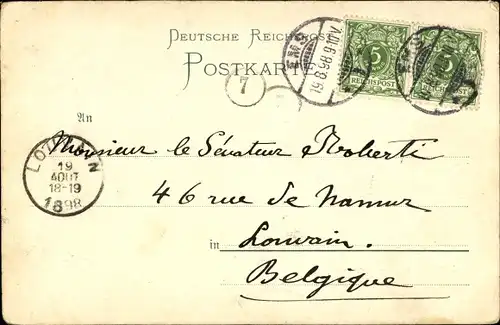 Deutsche Reichspost
Postkarte
5
REICHSPOST
5
REICHSPOST
7
An
Monsieur le Sénateur Roberti
LOUVAIN
19
AOUT
18-19
1898
46 rue de Namur
in Louvain.
Belgique